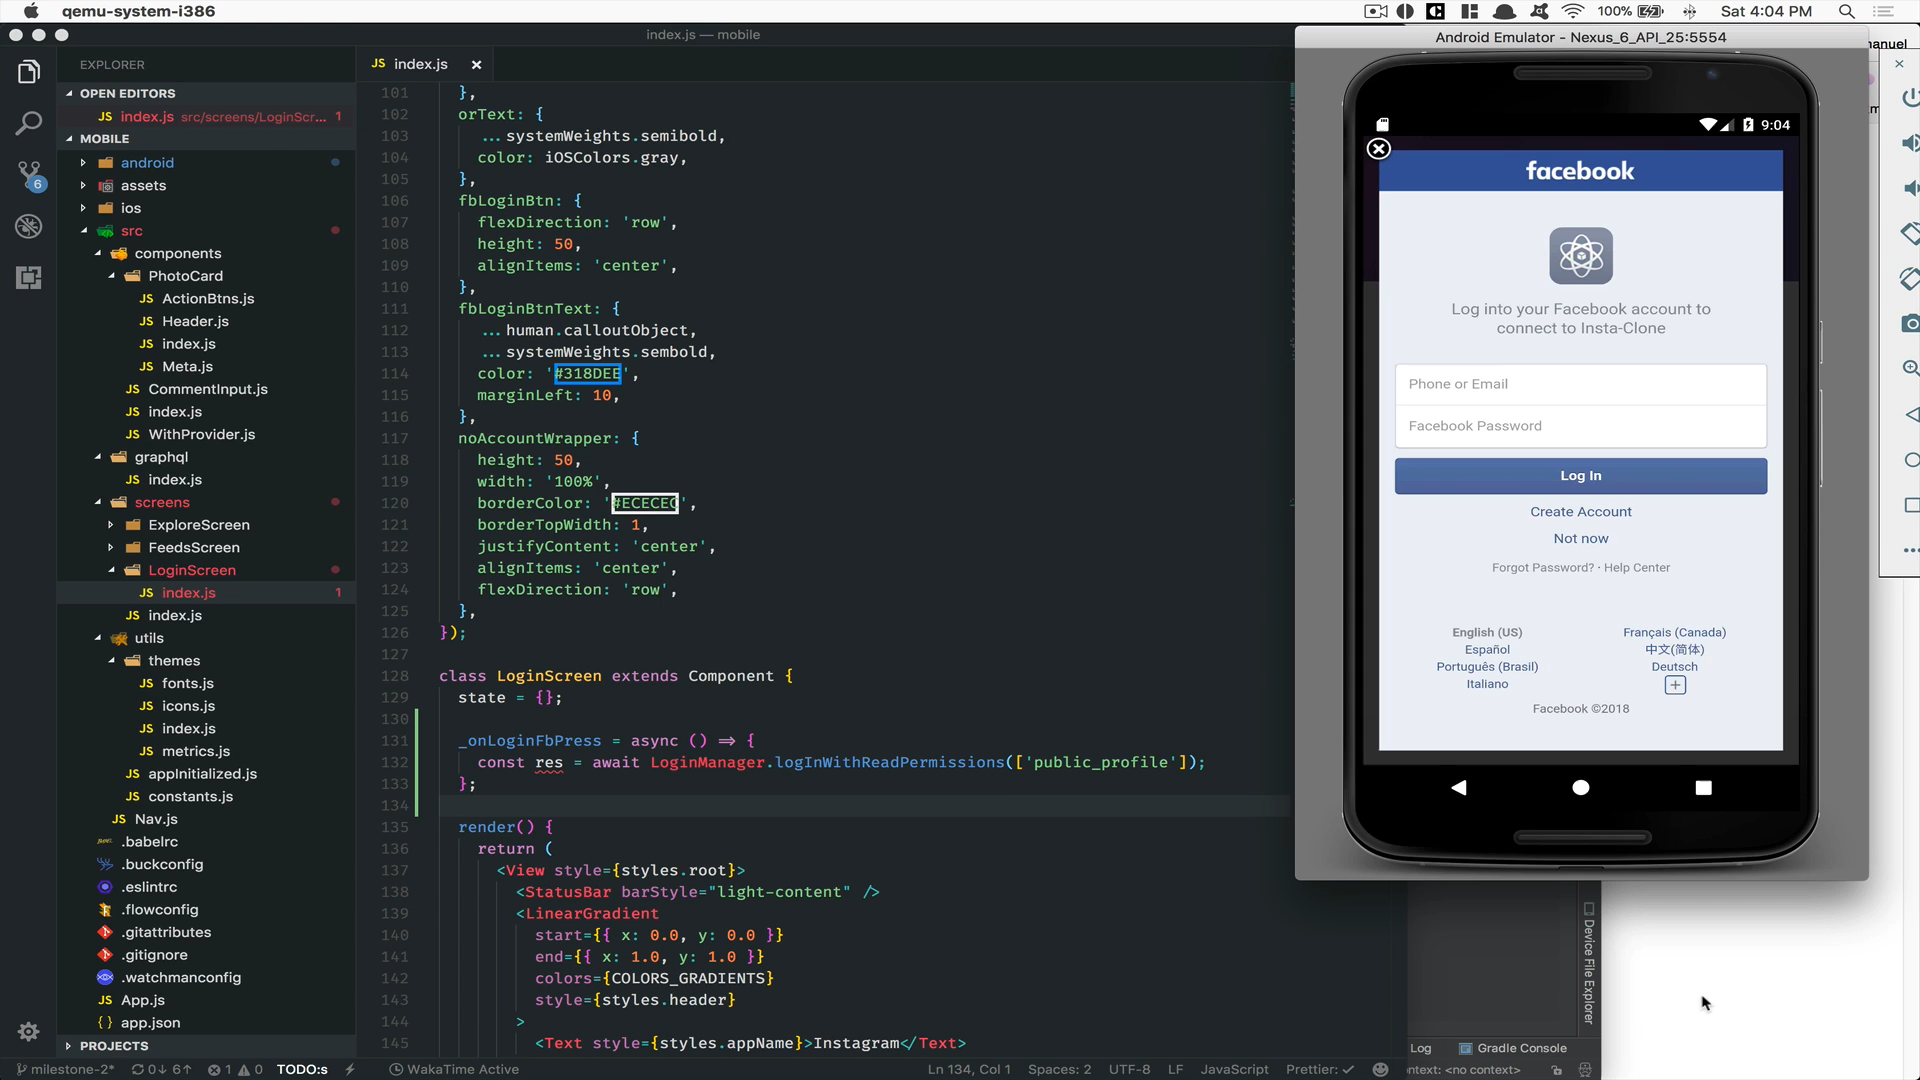 qemu-system-i386
100%
Sat 4:04 PM
index.js — mobile
EXPLORER
OPEN EDITORS
JS index.js src/screens/LoginScr... 1
MOBILE
android
assets
ios
src
components
PhotoCard
JS ActionBtns.js
JS Header.js
JS index.js
JS Meta.js
JS CommentInput.js
JS index.js
JS WithProvider.js
graphql
JS index.js
screens
ExploreScreen
FeedsScreen
LoginScreen
JS index.js 1
JS index.js
utils
themes
JS fonts.js
JS icons.js
JS index.js
JS metrics.js
JS appInitialized.js
JS constants.js
JS Nav.js
.babelrc
.buckconfig
.eslintrc
.flowconfig
.gitattributes
.gitignore
.watchmanconfig
JS App.js
{ } app.json
PROJECTS
6
JS index.js ×
101 },
102 orText: {
103 ...systemWeights.semibold,
104 color: iOSColors.gray,
105 },
106 fbLoginBtn: {
107 flexDirection: 'row',
108 height: 50,
109 alignItems: 'center',
110 },
111 fbLoginBtnText: {
112 ...human.calloutObject,
113 ...systemWeights.sembold,
114 color: '#318DEE',
115 marginLeft: 10,
116 },
117 noAccountWrapper: {
118 height: 50,
119 width: '100%',
120 borderColor: '#ECECEC',
121 borderTopWidth: 1,
122 justifyContent: 'center',
123 alignItems: 'center',
124 flexDirection: 'row',
125 },
126 });
127
128 class LoginScreen extends Component {
129 state = {};
130
131 _onLoginFbPress = async () => {
132 const res = await LoginManager.logInWithReadPermissions(['public_profile']);
133 };
134
135 render() {
136 return (
137 <View style={styles.root}>
138 <StatusBar barStyle="light-content" />
139 <LinearGradient
140 start={{ x: 0.0, y: 0.0 }}
141 end={{ x: 1.0, y: 1.0 }}
142 colors={COLORS_GRADIENTS}
143 style={styles.header}
144 >
145 <Text style={styles.appName}>Instagram</Text>
milestone-2* 0↓ 6↑ 1 0 TODO:s WakaTime Active
Ln 134, Col 1 Spaces: 2 UTF-8 LF JavaScript Prettier: ✓
Android Emulator - Nexus_6_API_25:5554
9:04
facebook
Log into your Facebook account to
connect to Insta-Clone
Phone or Email
Facebook Password
Log In
Create Account
Not now
Forgot Password? · Help Center
English (US)
Français (Canada)
Español
中文(简体)
Português (Brasil)
Deutsch
Italiano
+
Facebook ©2018
anuel
Device File Explorer
Log
Gradle Console
ntext: <no context>